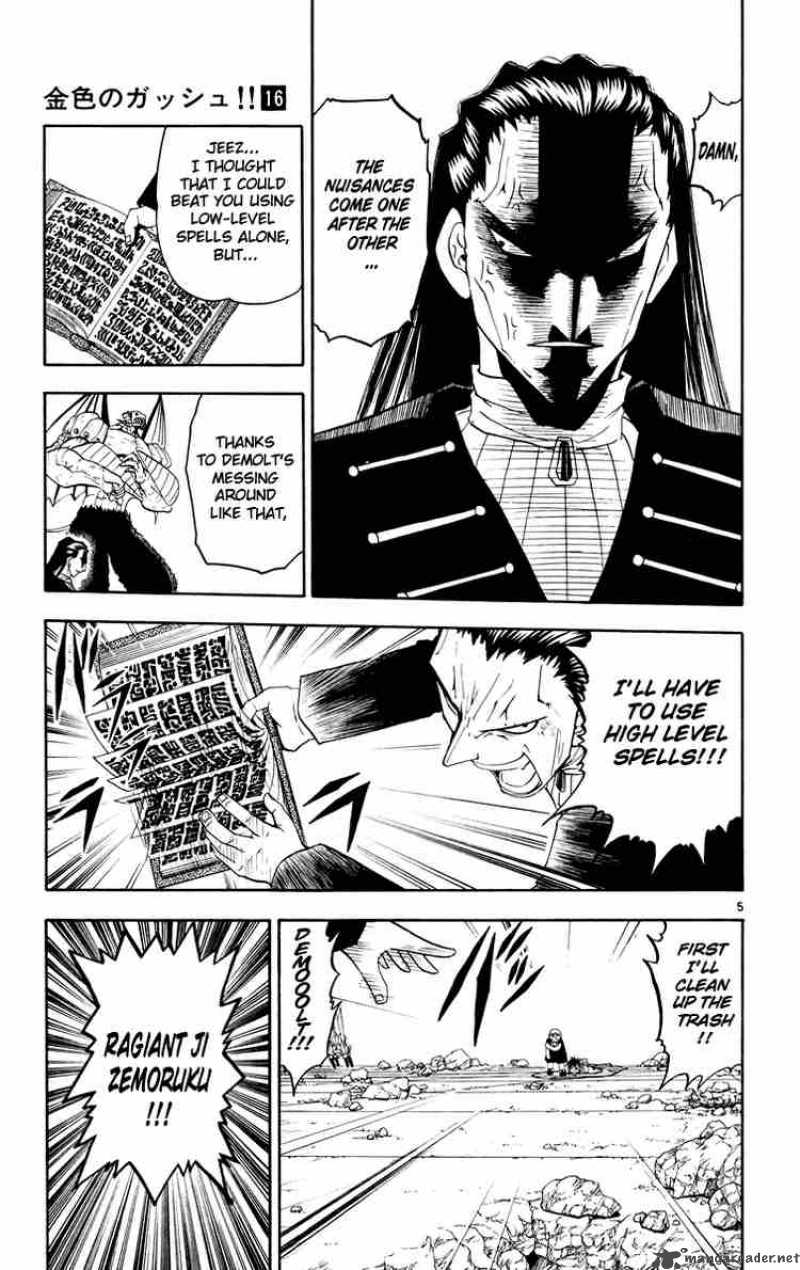 金色のガッシュ!! 16
DAMN,
THE
NUISANCES
COME ONE
AFTER THE
OTHER
...
JEEZ...
I THOUGHT
THAT I COULD
BEAT YOU USING
LOW-LEVEL
SPELLS ALONE,
BUT...
THANKS
TO DEMOLT'S
MESSING
AROUND
LIKE THAT,
I'LL HAVE
TO USE
HIGH LEVEL
SPELLS!!!
5
FIRST
I'LL
CLEAN
UP THE
TRASH
!!
DEMOOOLT!!!
RAGIANT JI
ZEMORUKU
!!!
mangareader.net